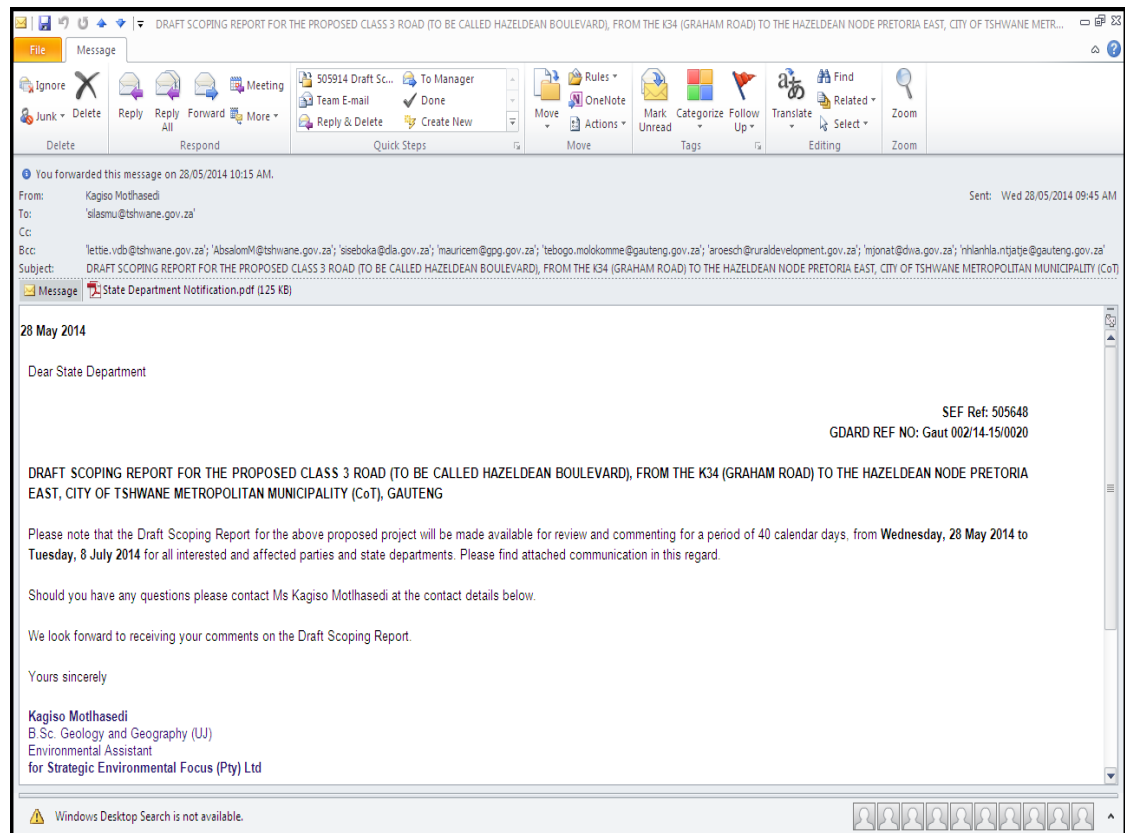 DRAFT SCOPING REPORT FOR THE PROPOSED CLASS 3 ROAD (TO BE CALLED HAZELDEAN BOULEVARD), FROM THE K34 (GRAHAM ROAD) TO THE HAZELDEAN NODE PRETORIA EAST, CITY OF TSHWANE METR...
File Message
Ignore
Junk
Delete
Delete
Reply
Reply All
Forward
Meeting
More
Respond
505914 Draft Sc...
Team E-mail
Reply & Delete
To Manager
Done
Create New
Quick Steps
Move
Rules
OneNote
Actions
Move
Mark Unread
Categorize
Follow Up
Tags
Translate
Find
Related
Select
Editing
Zoom
Zoom
You forwarded this message on 28/05/2014 10:15 AM.
From: Kagiso Motlhasedi
Sent: Wed 28/05/2014 09:45 AM
To: 'silasmu@tshwane.gov.za'
Cc:
Bcc: 'lettie.vdb@tshwane.gov.za'; 'AbsalomM@tshwane.gov.za'; 'siseboka@dla.gov.za'; 'mauricem@gpg.gov.za'; 'tebogo.molokomme@gauteng.gov.za'; 'aroesch@ruraldevelopment.gov.za'; 'mjonat@dwa.gov.za'; 'nhlanhla.ntjatje@gauteng.gov.za'
Subject: DRAFT SCOPING REPORT FOR THE PROPOSED CLASS 3 ROAD (TO BE CALLED HAZELDEAN BOULEVARD), FROM THE K34 (GRAHAM ROAD) TO THE HAZELDEAN NODE PRETORIA EAST, CITY OF TSHWANE METROPOLITAN MUNICIPALITY (CoT)
Message State Department Notification.pdf (125 KB)
28 May 2014
Dear State Department
SEF Ref: 505648
GDARD REF NO: Gaut 002/14-15/0020
DRAFT SCOPING REPORT FOR THE PROPOSED CLASS 3 ROAD (TO BE CALLED HAZELDEAN BOULEVARD), FROM THE K34 (GRAHAM ROAD) TO THE HAZELDEAN NODE PRETORIA
EAST, CITY OF TSHWANE METROPOLITAN MUNICIPALITY (CoT), GAUTENG
Please note that the Draft Scoping Report for the above proposed project will be made available for review and commenting for a period of 40 calendar days, from Wednesday, 28 May 2014 to
Tuesday, 8 July 2014 for all interested and affected parties and state departments. Please find attached communication in this regard.
Should you have any questions please contact Ms Kagiso Motlhasedi at the contact details below.
We look forward to receiving your comments on the Draft Scoping Report.
Yours sincerely
Kagiso Motlhasedi
B.Sc. Geology and Geography (UJ)
Environmental Assistant
for Strategic Environmental Focus (Pty) Ltd
Windows Desktop Search is not available.